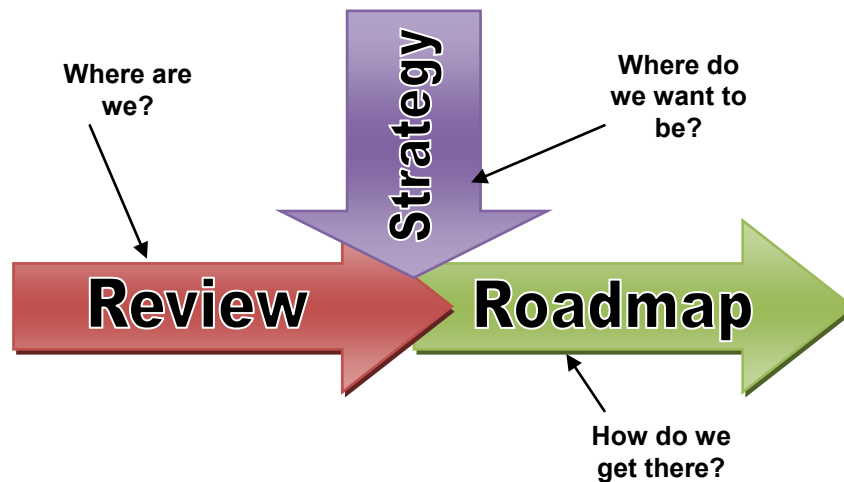 Where are
we?
Strategy
Where do
we want to
be?
Review
Roadmap
How do we
get there?